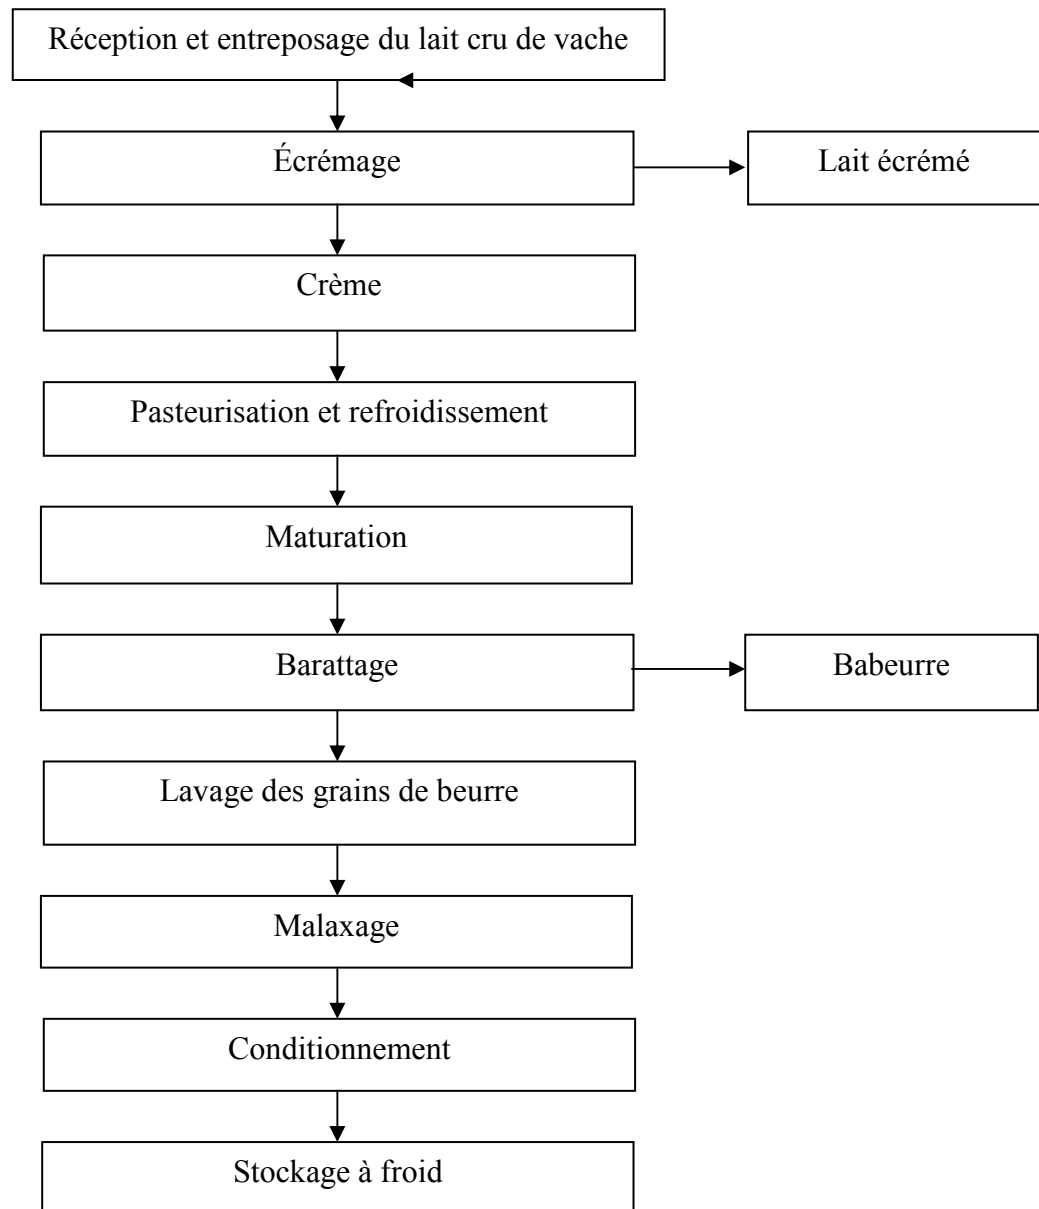 Réception et entreposage du lait cru de vache
Écrémage
Lait écrémé
Crème
Pasteurisation et refroidissement
Maturation
Barattage
Babeurre
Lavage des grains de beurre
Malaxage
Conditionnement
Stockage à froid